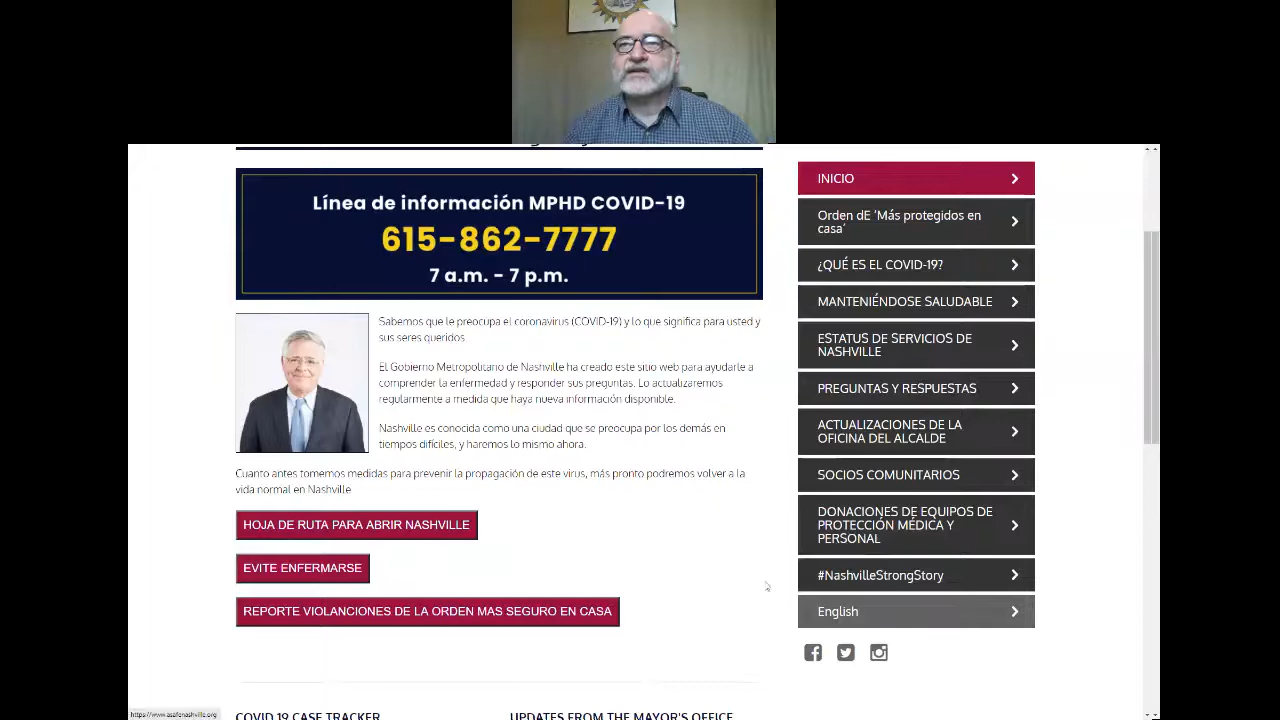 Línea de información MPHD COVID-19
615-862-7777
7 a.m. - 7 p.m.
Sabemos que le preocupa el coronavirus (COVID-19) y lo que significa para usted y
sus seres queridos.
El Gobierno Metropolitano de Nashville ha creado este sitio web para ayudarle a
comprender la enfermedad y responder sus preguntas. Lo actualizaremos
regularmente a medida que haya nueva información disponible.
Nashville es conocida como una ciudad que se preocupa por los demás en
tiempos difíciles, y haremos lo mismo ahora.
Cuanto antes tomemos medidas para prevenir la propagación de este virus, más pronto podremos volver a la
vida normal en Nashville
HOJA DE RUTA PARA ABRIR NASHVILLE
EVITE ENFERMARSE
REPORTE VIOLANCIONES DE LA ORDEN MAS SEGURO EN CASA
COVID 19 CASE TRACKER
UPDATES FROM THE MAYOR'S OFFICE
INICIO
Orden dE 'Más protegidos en
casa'
¿QUÉ ES EL COVID-19?
MANTENIÉNDOSE SALUDABLE
ESTATUS DE SERVICIOS DE
NASHVILLE
PREGUNTAS Y RESPUESTAS
ACTUALIZACIONES DE LA
OFICINA DEL ALCALDE
SOCIOS COMUNITARIOS
DONACIONES DE EQUIPOS DE
PROTECCIÓN MÉDICA Y
PERSONAL
#NashvilleStrongStory
English
https://www.asafenashville.org